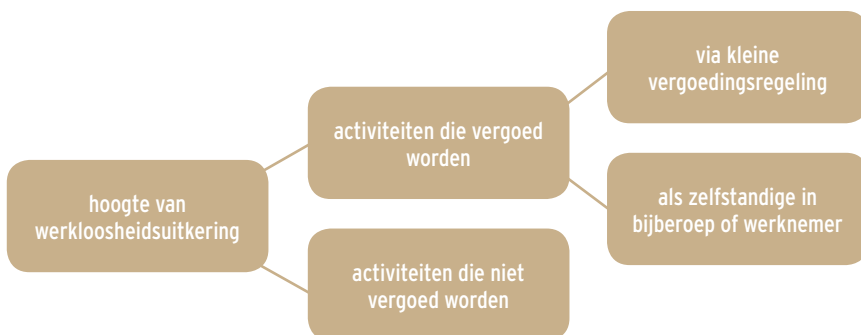 via kleine
vergoedingsregeling
activiteiten die vergoed
worden
als zelfstandige in
bijberoep of werknemer
hoogte van
werkloosheidsuitkering
activiteiten die niet
vergoed worden